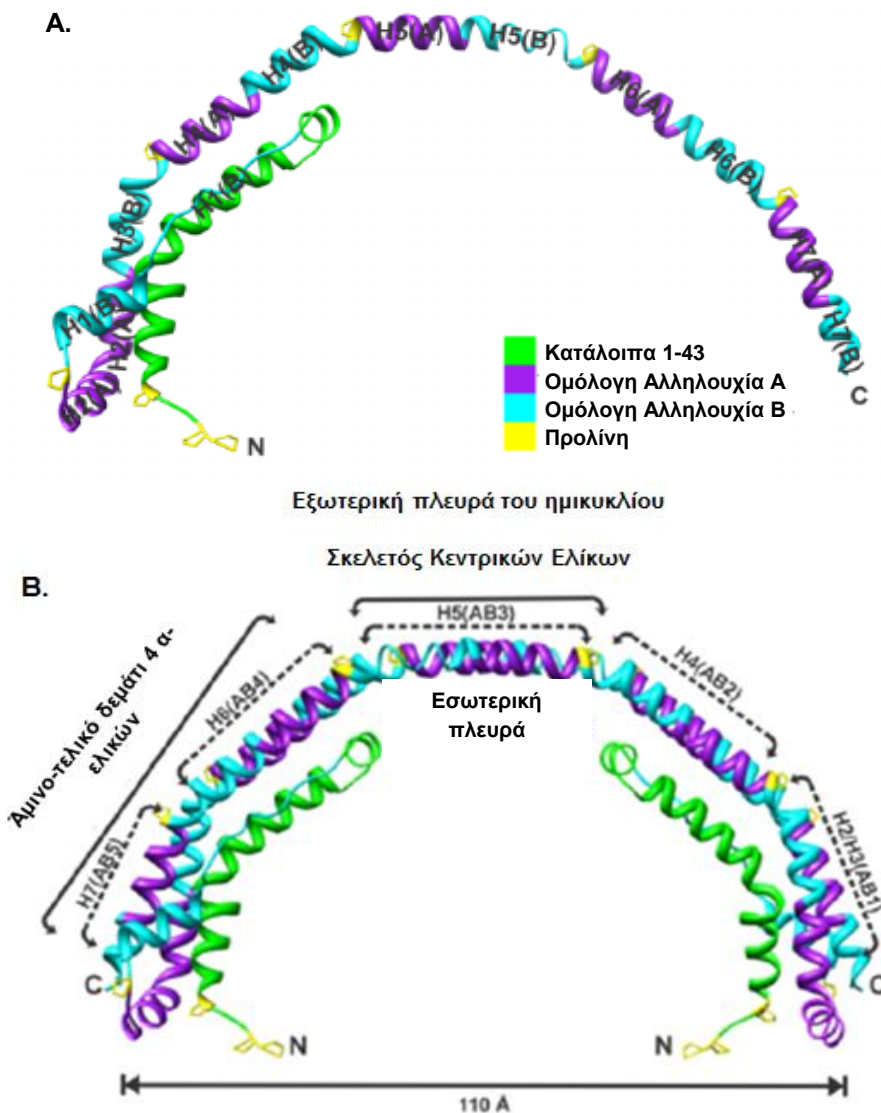 A.
H4(A)
H4(B)
H5(A)
H5(B)
H6(A)
H6(B)
H3(B)
H1(B)
H1(B)
H7(B)
C
N
Κατάλοιπα 1-43
Ομόλογη Αλληλουχία Α
Ομόλογη Αλληλουχία Β
Προλίνη
Εξωτερική πλευρά του ημικυκλίου
Σκελετός Κεντρικών Ελίκων
B.
H5(AB3)
Άμινο-τελικό δεμάτι 4 α-
ελικών
H6(AB4)
H4(AB2)
Εσωτερική
πλευρά
H7(AB5)
H2/H3(AB1)
C
C
N
N
110 Å